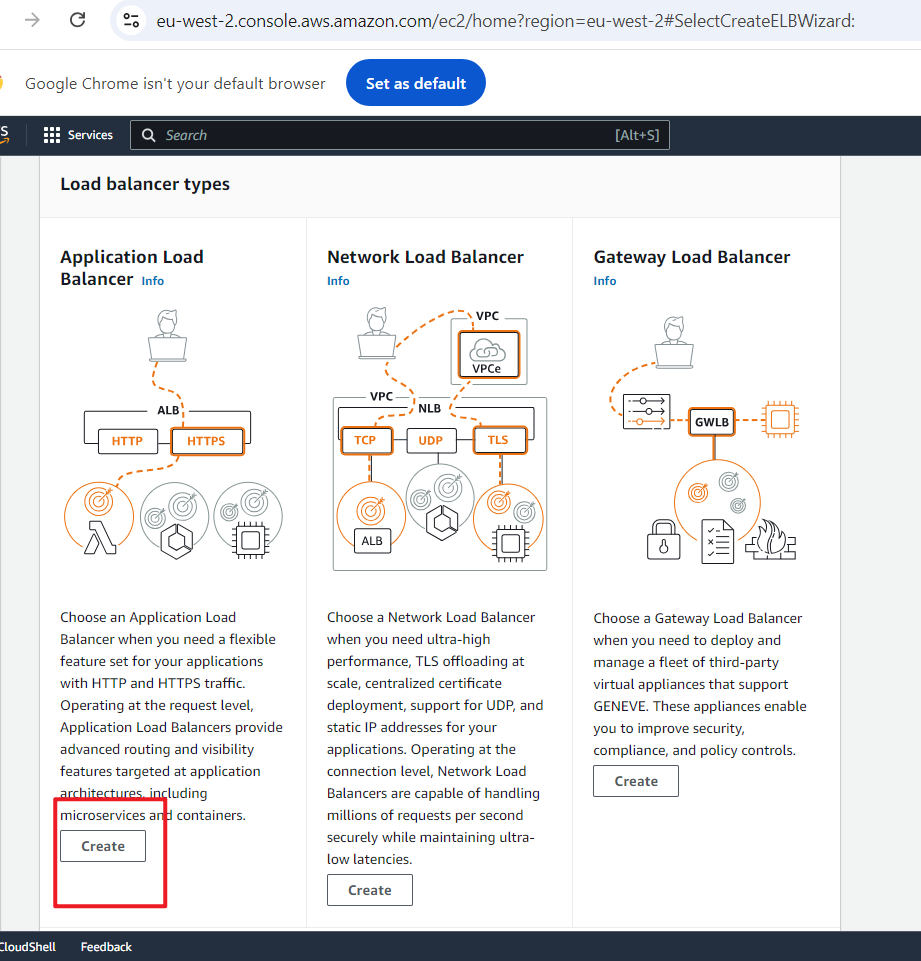 eu-west-2.console.aws.amazon.com/ec2/home?region=eu-west-2#SelectCreateELBWizard:
Google Chrome isn't your default browser
Set as default
Services
Search
[Alt+S]
Load balancer types
Application Load
Balancer Info
ALB
HTTP
HTTPS
Choose an Application Load
Balancer when you need a flexible
feature set for your applications
with HTTP and HTTPS traffic.
Operating at the request level,
Application Load Balancers provide
advanced routing and visibility
features targeted at application
architectures, including
microservices and containers.
Create
Network Load Balancer
Info
VPC
VPCe
VPC
NLB
TCP
UDP
TLS
ALB
Choose a Network Load Balancer
when you need ultra-high
performance, TLS offloading at
scale, centralized certificate
deployment, support for UDP, and
static IP addresses for your
applications. Operating at the
connection level, Network Load
Balancers are capable of handling
millions of requests per second
securely while maintaining ultra-
low latencies.
Create
Gateway Load Balancer
Info
GWLB
Choose a Gateway Load Balancer
when you need to deploy and
manage a fleet of third-party
virtual appliances that support
GENEVE. These appliances enable
you to improve security,
compliance, and policy controls.
Create
CloudShell
Feedback